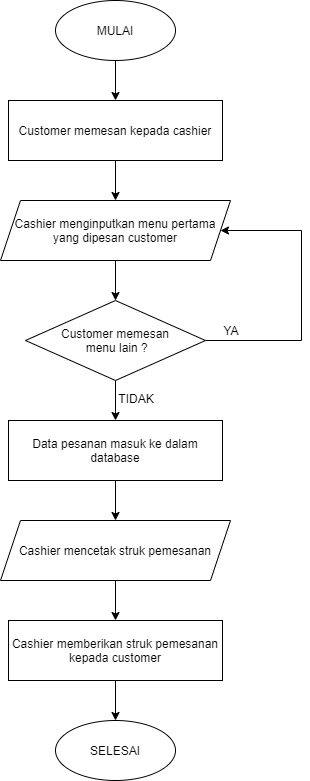 MULAI
Customer memesan kepada cashier
Cashier menginputkan menu pertama
yang dipesan customer
Customer memesan
menu lain ?
YA
TIDAK
Data pesanan masuk ke dalam
database
Cashier mencetak struk pemesanan
Cashier memberikan struk pemesanan
kepada customer
SELESAI